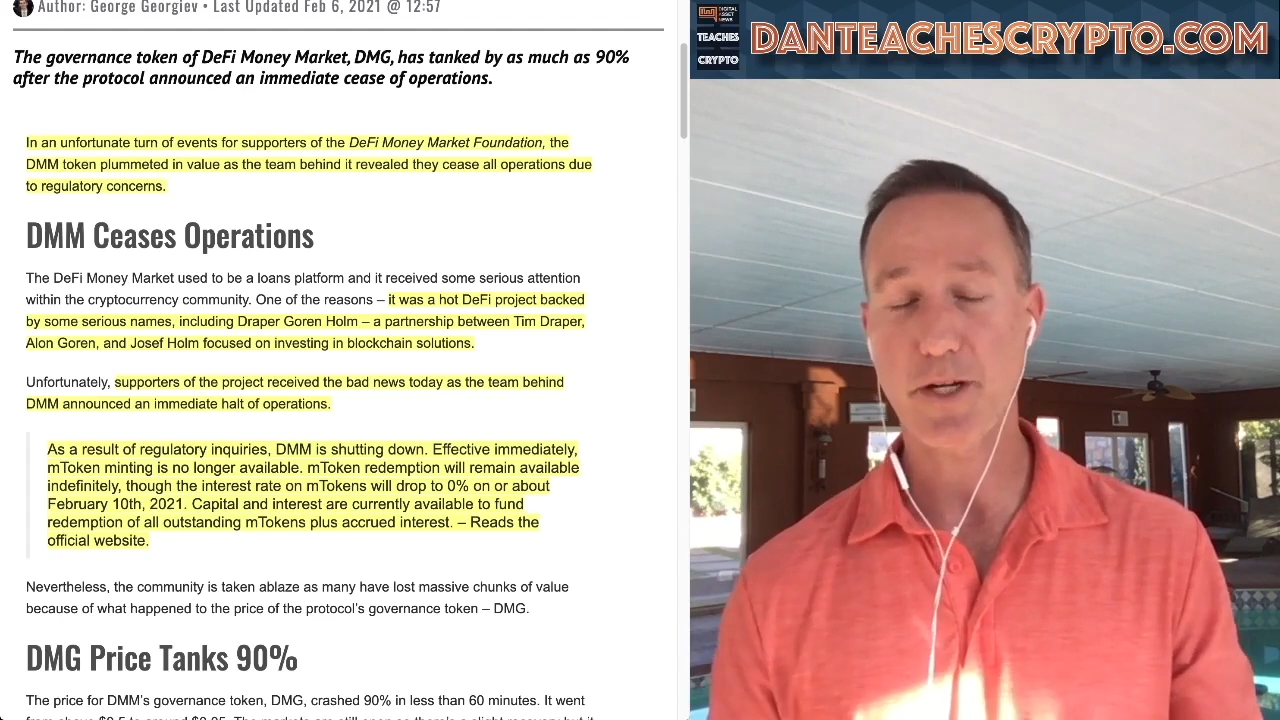 Author: George Georgiev • Last Updated Feb 6, 2021 @ 12:57
The governance token of DeFi Money Market, DMG, has tanked by as much as 90%
after the protocol announced an immediate cease of operations.
In an unfortunate turn of events for supporters of the DeFi Money Market Foundation, the
DMM token plummeted in value as the team behind it revealed they cease all operations due
to regulatory concerns.
DMM Ceases Operations
The DeFi Money Market used to be a loans platform and it received some serious attention
within the cryptocurrency community. One of the reasons – it was a hot DeFi project backed
by some serious names, including Draper Goren Holm – a partnership between Tim Draper,
Alon Goren, and Josef Holm focused on investing in blockchain solutions.
Unfortunately, supporters of the project received the bad news today as the team behind
DMM announced an immediate halt of operations.
As a result of regulatory inquiries, DMM is shutting down. Effective immediately,
mToken minting is no longer available. mToken redemption will remain available
indefinitely, though the interest rate on mTokens will drop to 0% on or about
February 10th, 2021. Capital and interest are currently available to fund
redemption of all outstanding mTokens plus accrued interest. – Reads the
official website.
Nevertheless, the community is taken ablaze as many have lost massive chunks of value
because of what happened to the price of the protocol's governance token – DMG.
DMG Price Tanks 90%
The price for DMM's governance token, DMG, crashed 90% in less than 60 minutes. It went
DIGITAL
ASSET
NEWS
TEACHES
CRYPTO
DANTEACHESCRYPTO.COM